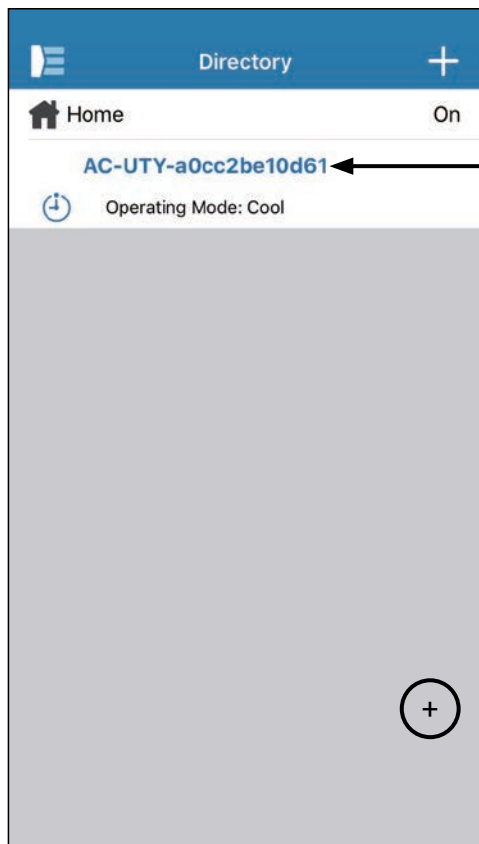 Directory +
Home On
AC-UTY-a0cc2be10d61
Operating Mode: Cool
+